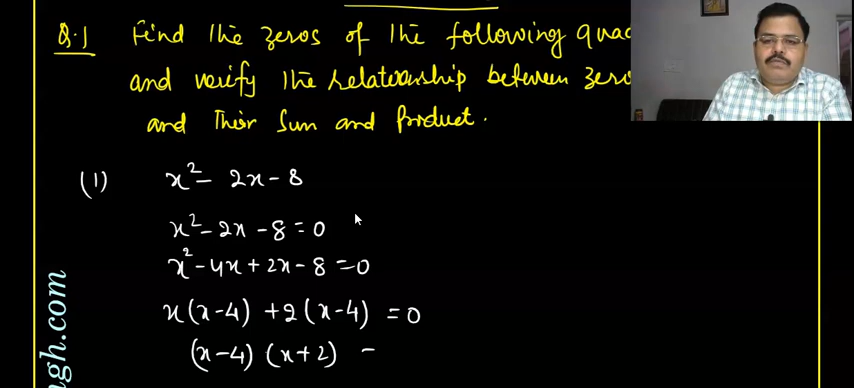 Q.1 Find the zeros of the following quad
and verify the relationship between zero
and Their Sum and Product.
(1) x² - 2x - 8
x² - 2x - 8 = 0
x² - 4x + 2x - 8 = 0
x(x-4) + 2(x-4) = 0
(x-4) (x+2) =
ngh.com